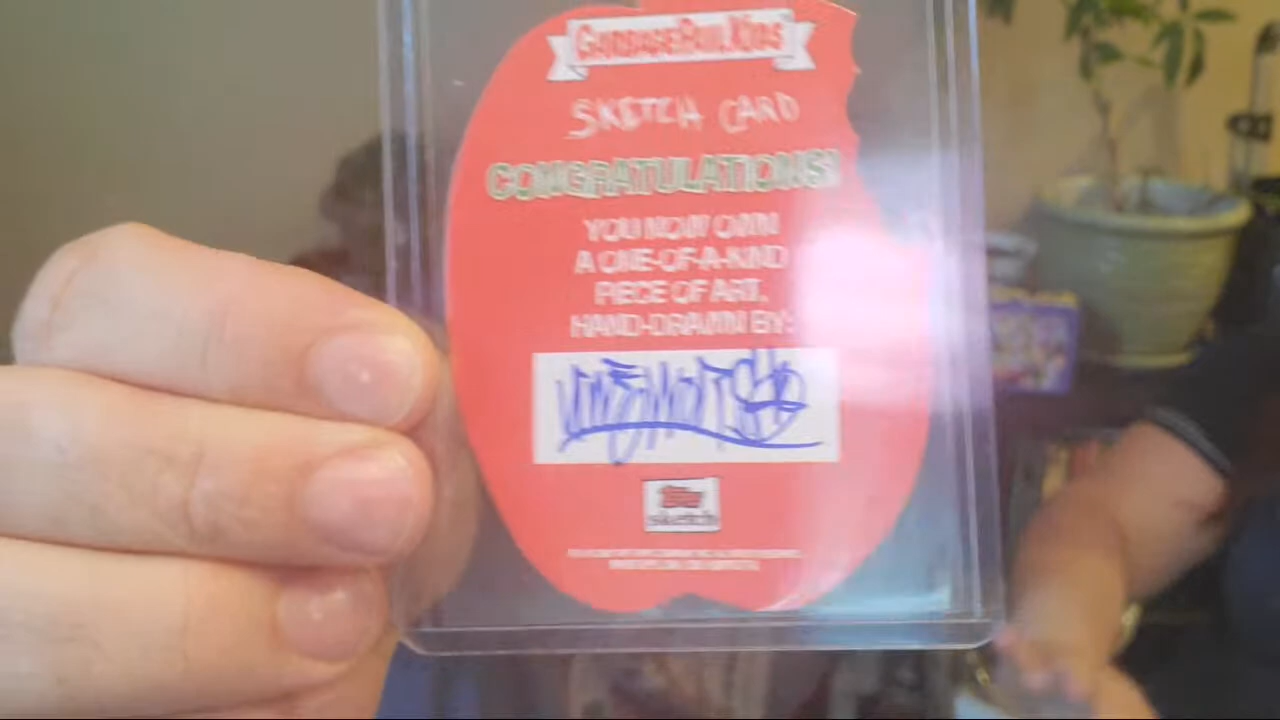 GARBAGE PAIL KIDS
SKETCH CARD
CONGRATULATIONS!
YOU NOW OWN
A ONE-OF-A-KIND
PIECE OF ART,
HAND-DRAWN BY:
Topps
sketch